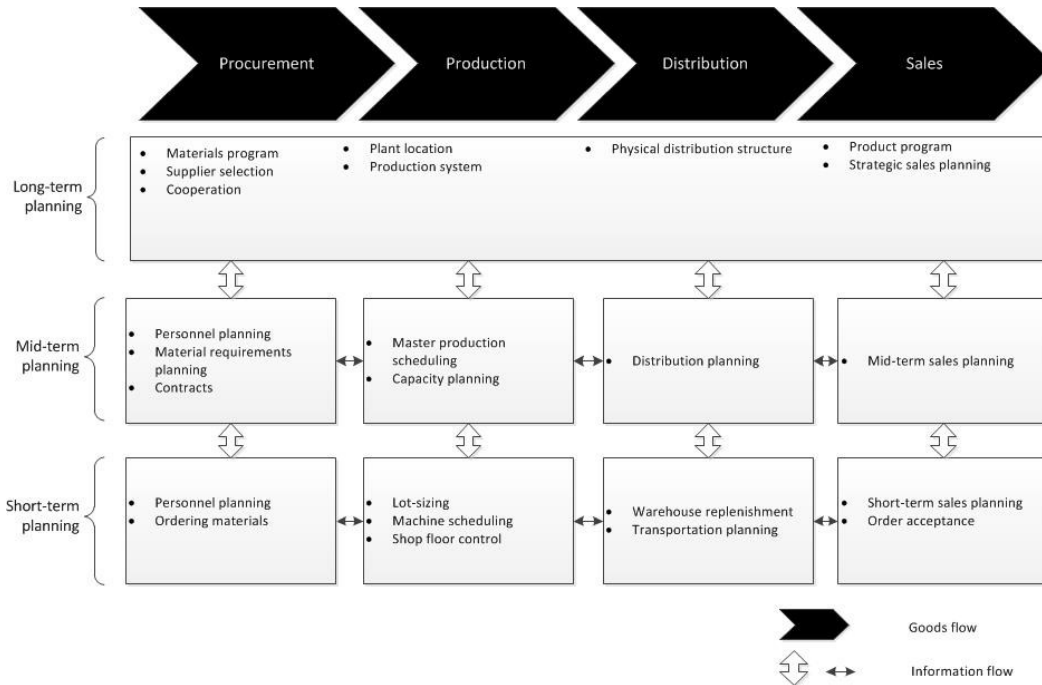 Procurement
Production
Distribution
Sales
Long-term
planning
• Materials program
• Supplier selection
• Cooperation
• Plant location
• Production system
• Physical distribution structure
• Product program
• Strategic sales planning
Mid-term
planning
• Personnel planning
• Material requirements
planning
• Contracts
• Master production
scheduling
• Capacity planning
• Distribution planning
• Mid-term sales planning
Short-term
planning
• Personnel planning
• Ordering materials
• Lot-sizing
• Machine scheduling
• Shop floor control
• Warehouse replenishment
• Transportation planning
• Short-term sales planning
• Order acceptance
Goods flow
Information flow